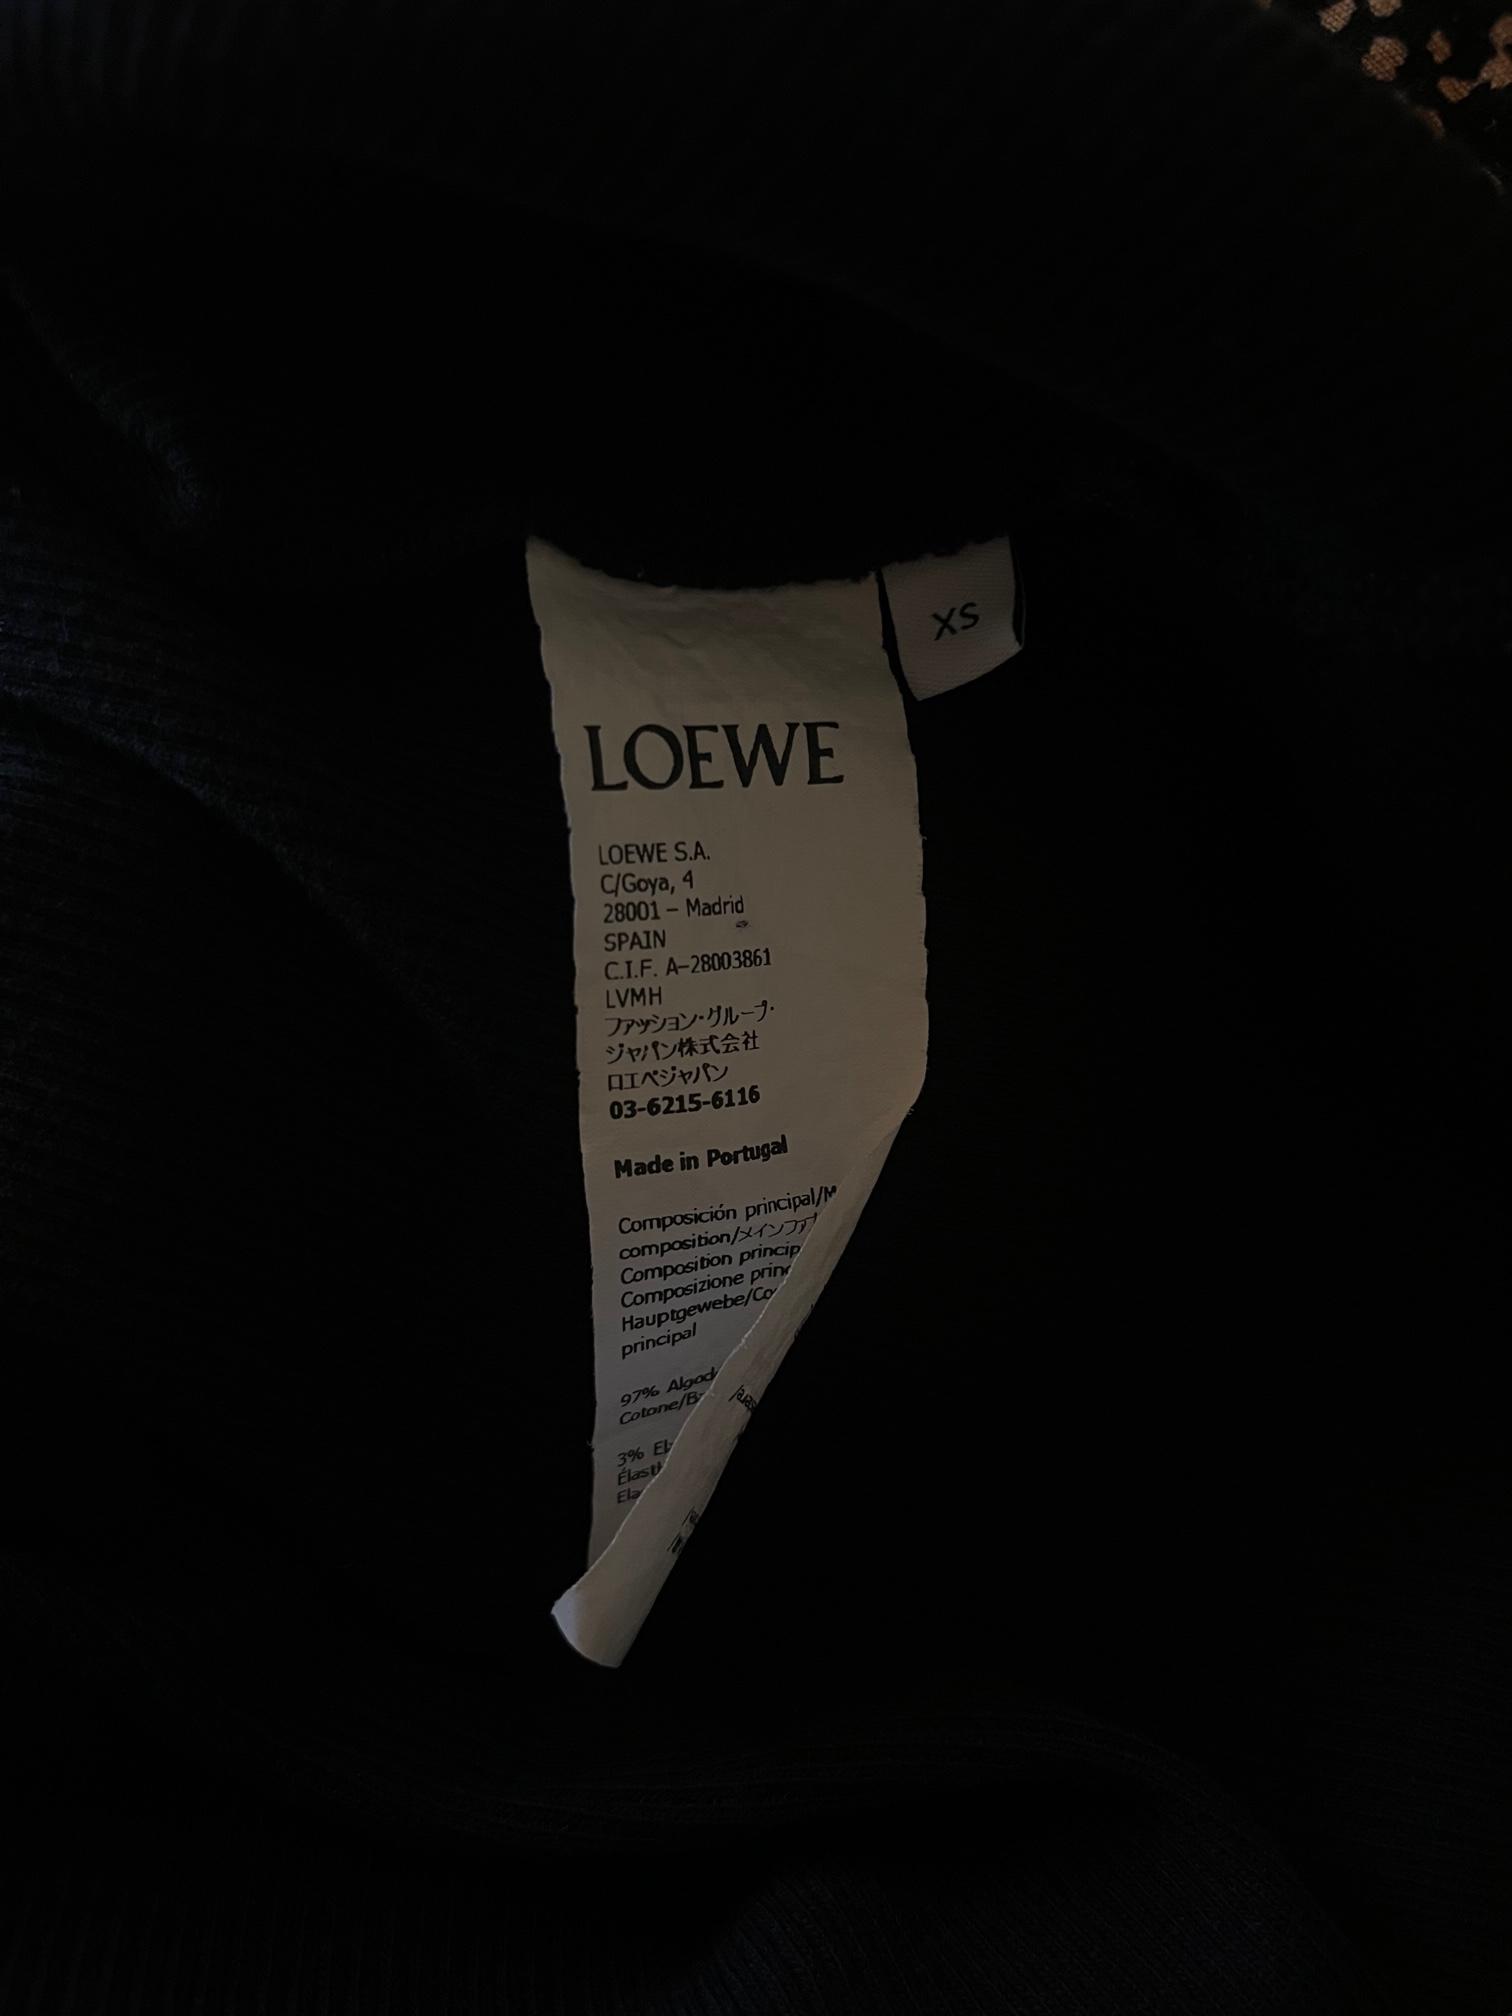 XS
LOEWE
LOEWE S.A.
C/Goya, 4
28001 – Madrid
SPAIN
C.I.F. A-28003861
LVMH
ファッション・グループ・
ジャパン株式会社
ロエベジャパン
03-6215-6116
Made in Portugal
Composición principal/M
composition/メインファブ
Composition princip
Composizione princ
Hauptgewebe/Co
principal
97% Algod
Cotone/B
3% El
Élast
Ela